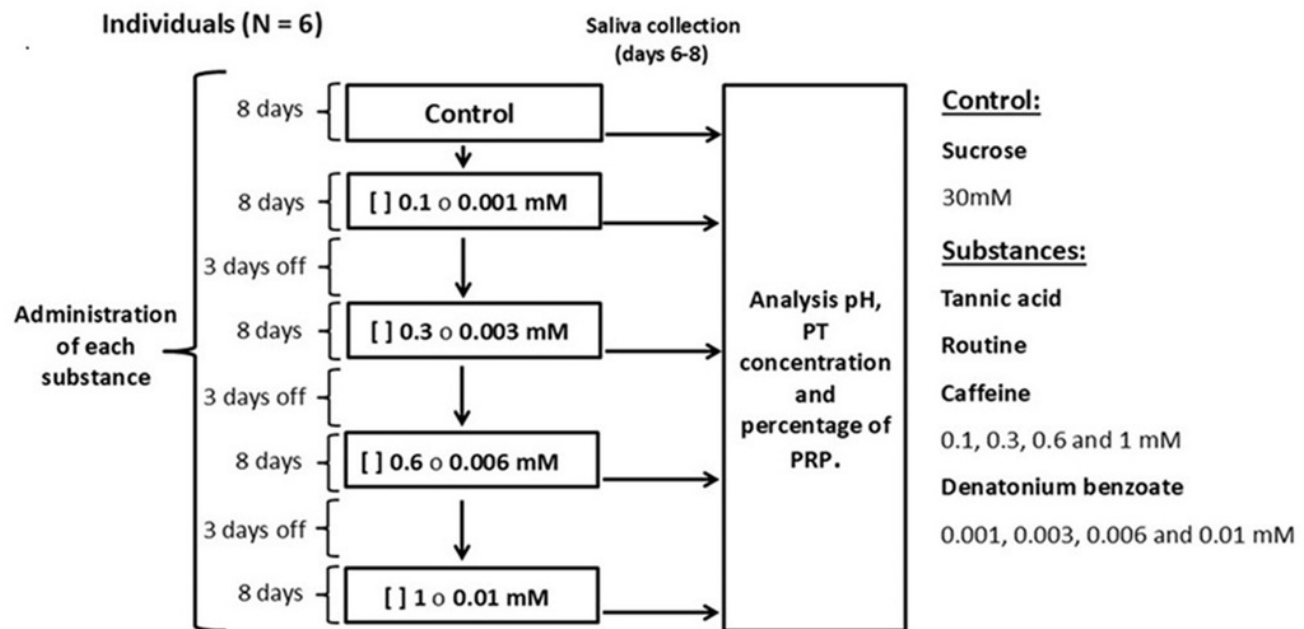 Individuals (N = 6)
Saliva collection
(days 6-8)
8 days
Control
8 days
[ ] 0.1 o 0.001 mM
3 days off
8 days
[ ] 0.3 o 0.003 mM
3 days off
8 days
[ ] 0.6 o 0.006 mM
3 days off
8 days
[ ] 1 o 0.01 mM
Administration
of each
substance
Analysis pH,
PT
concentration
and
percentage of
PRP.
Control:
Sucrose
30mM
Substances:
Tannic acid
Routine
Caffeine
0.1, 0.3, 0.6 and 1 mM
Denatonium benzoate
0.001, 0.003, 0.006 and 0.01 mM